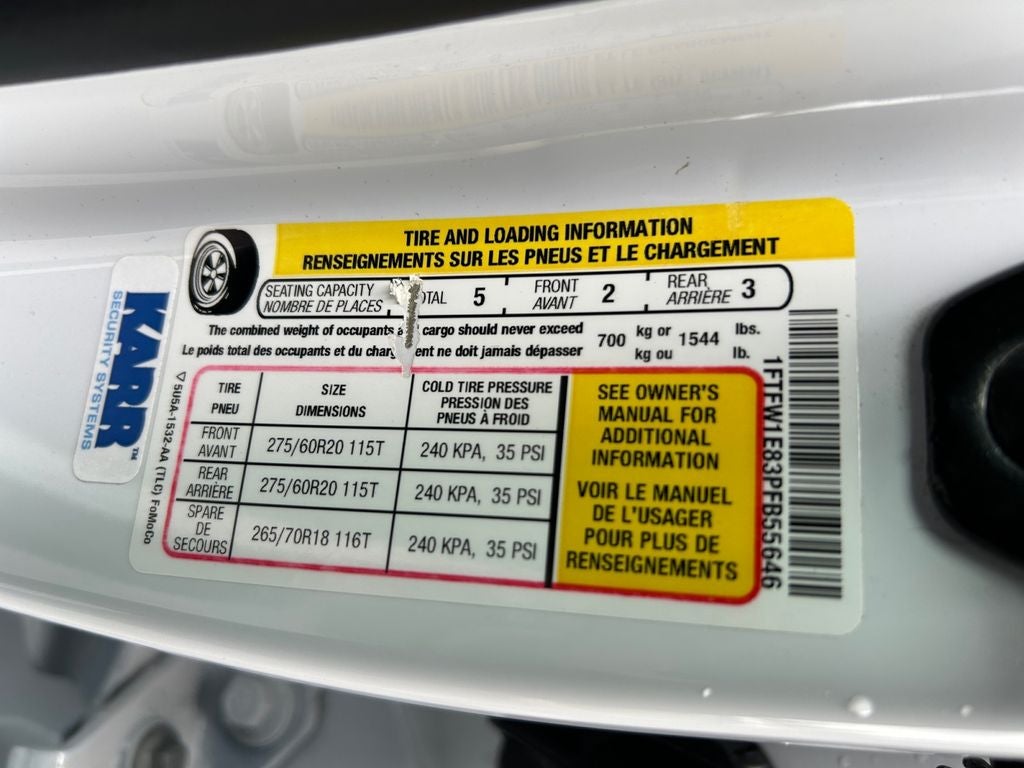 TIRE AND LOADING INFORMATION
RENSEIGNEMENTS SUR LES PNEUS ET LE CHARGEMENT
SEATING CAPACITY
NOMBRE DE PLACES
OTAL 5
FRONT
AVANT
2
REAR
ARRIÈRE
3
The combined weight of occupants cargo should never exceed
Le poids total des occupants et du ent ne doit jamais dépasser
700
kg or
kg ou
1544
lbs.
lb.
TIRE
PNEU
SIZE
DIMENSIONS
COLD TIRE PRESSURE
PRESSION DES
PNEUS À FROID
FRONT
AVANT
275/60R20 115T
240 KPA, 35 PSI
REAR
ARRIÈRE
275/60R20 115T
240 KPA, 35 PSI
SPARE
DE
SECOURS
265/70R18 116T
240 KPA, 35 PSI
SEE OWNER'S
MANUAL FOR
ADDITIONAL
INFORMATION
VOIR LE MANUEL
DE L'USAGER
POUR PLUS DE
RENSEIGNEMENTS
1FTFW1E83PFB55646
5U5A-1532-AA (TLC) FoMoCo
KARR™
SECURITY SYSTEMS